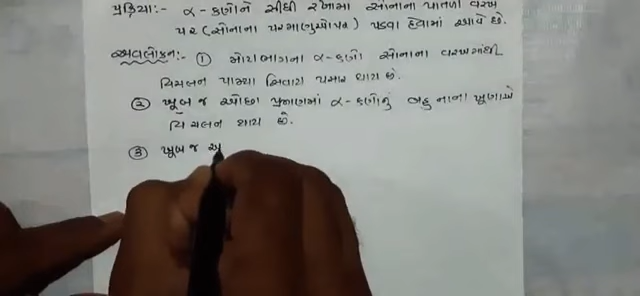 પ્રક્રિયા:- α - કણોને સીધી રેખામાં સોનાના પાતળા વરખ
પર (સોનાના પરમાણુઓપર) પડવા દેવામાં આવે છે.
અવલોકન:- ① મોટાભાગના α - કણો સોનાના વરખમાંથી
વિચલન પામ્યા સિવાય પસાર થાય છે.
② ખૂબ જ ઓછા પ્રમાણમાં α - કણોનું બહુ નાના ખૂણાએ
વિચલન થાય છે.
③ ખૂબ જ અ